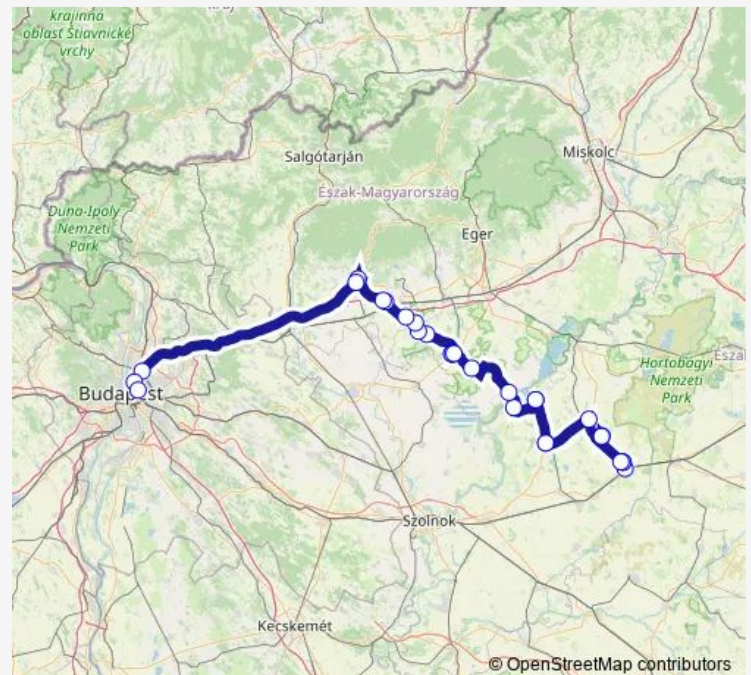 krajinná
oblasť Štiavnické
vrchy
Salgótarján
Miskolc
Észak-Magyarország
Duna-Ipoly
Nemzeti
Park
Eger
Hortobágyi
Nemzeti
Park
Észa
Budapest
Szolnok
Kecskemét
© OpenStreetMap contributors